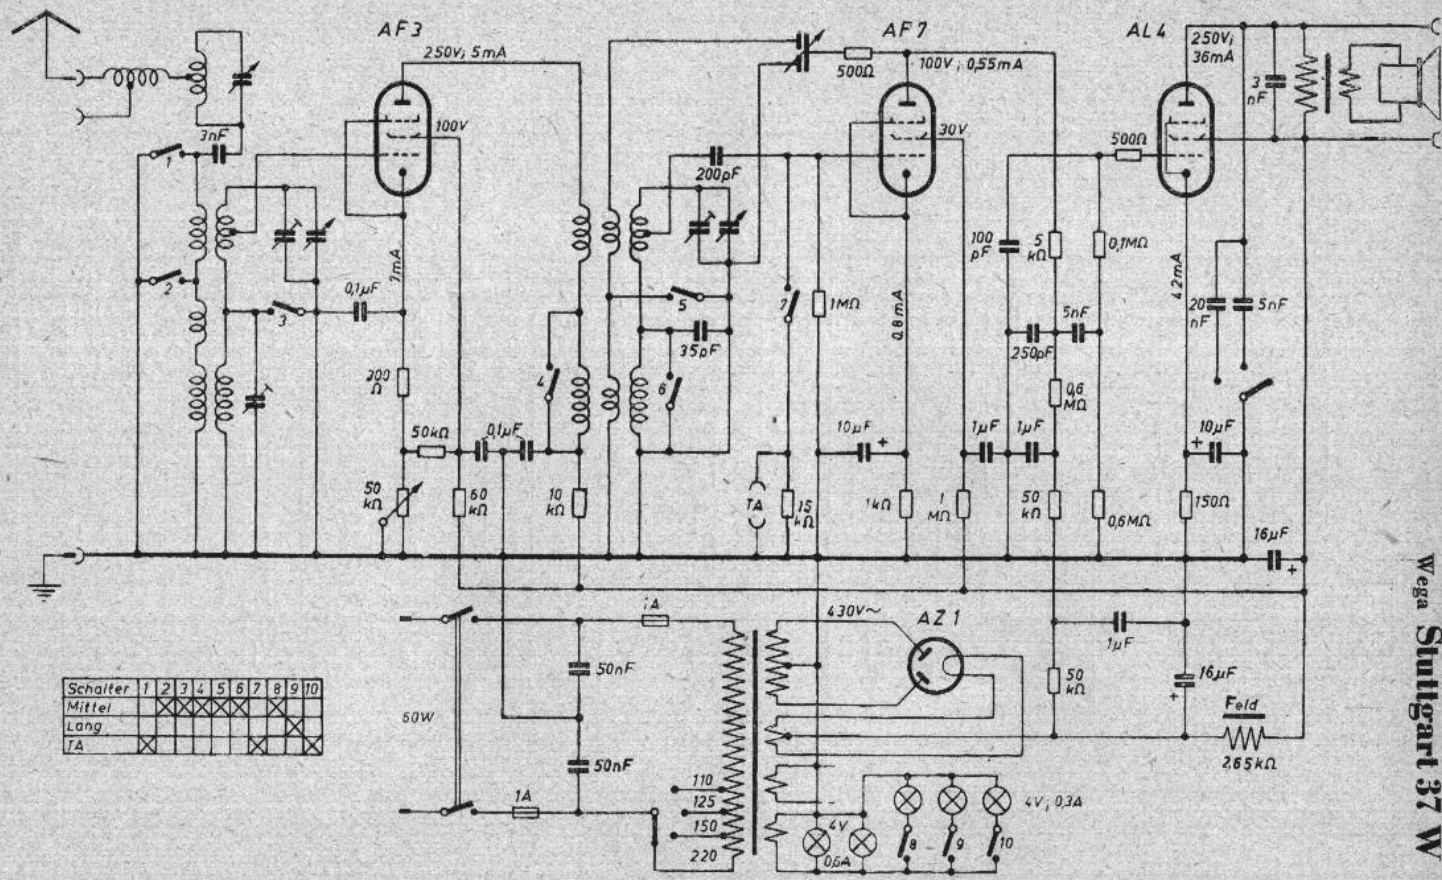 AF3
250V; 5mA
AF7
100V; 0,55mA
AL4
250V;
36mA
500Ω
3
nF
3nF
100V
30V
500Ω
1
200pF
100
pF
5
kΩ
0,1MΩ
2
0,1µF
7mA
3
5
35pF
7
1MΩ
0,8mA
250pF
5nF
42mA
20
nF
5nF
200
Ω
4
6
0,6
MΩ
50kΩ
0,1µF
10µF
+
1µF
1µF
+
10µF
50
kΩ
60
kΩ
10
kΩ
TA
15
kΩ
1kΩ
1
MΩ
50
kΩ
0,6MΩ
150Ω
16µF
+
1A
430V~
AZ1
1µF
50nF
50
kΩ
16µF
+
Feld
2,65kΩ
60W
50nF
1A
110
125
150
220
4V
0,6A
8
9
10
4V; 0,3A
Schalter 1 2 3 4 5 6 7 8 9 10
Mittel
Lang
TA
Wega Stuttgart 37 W